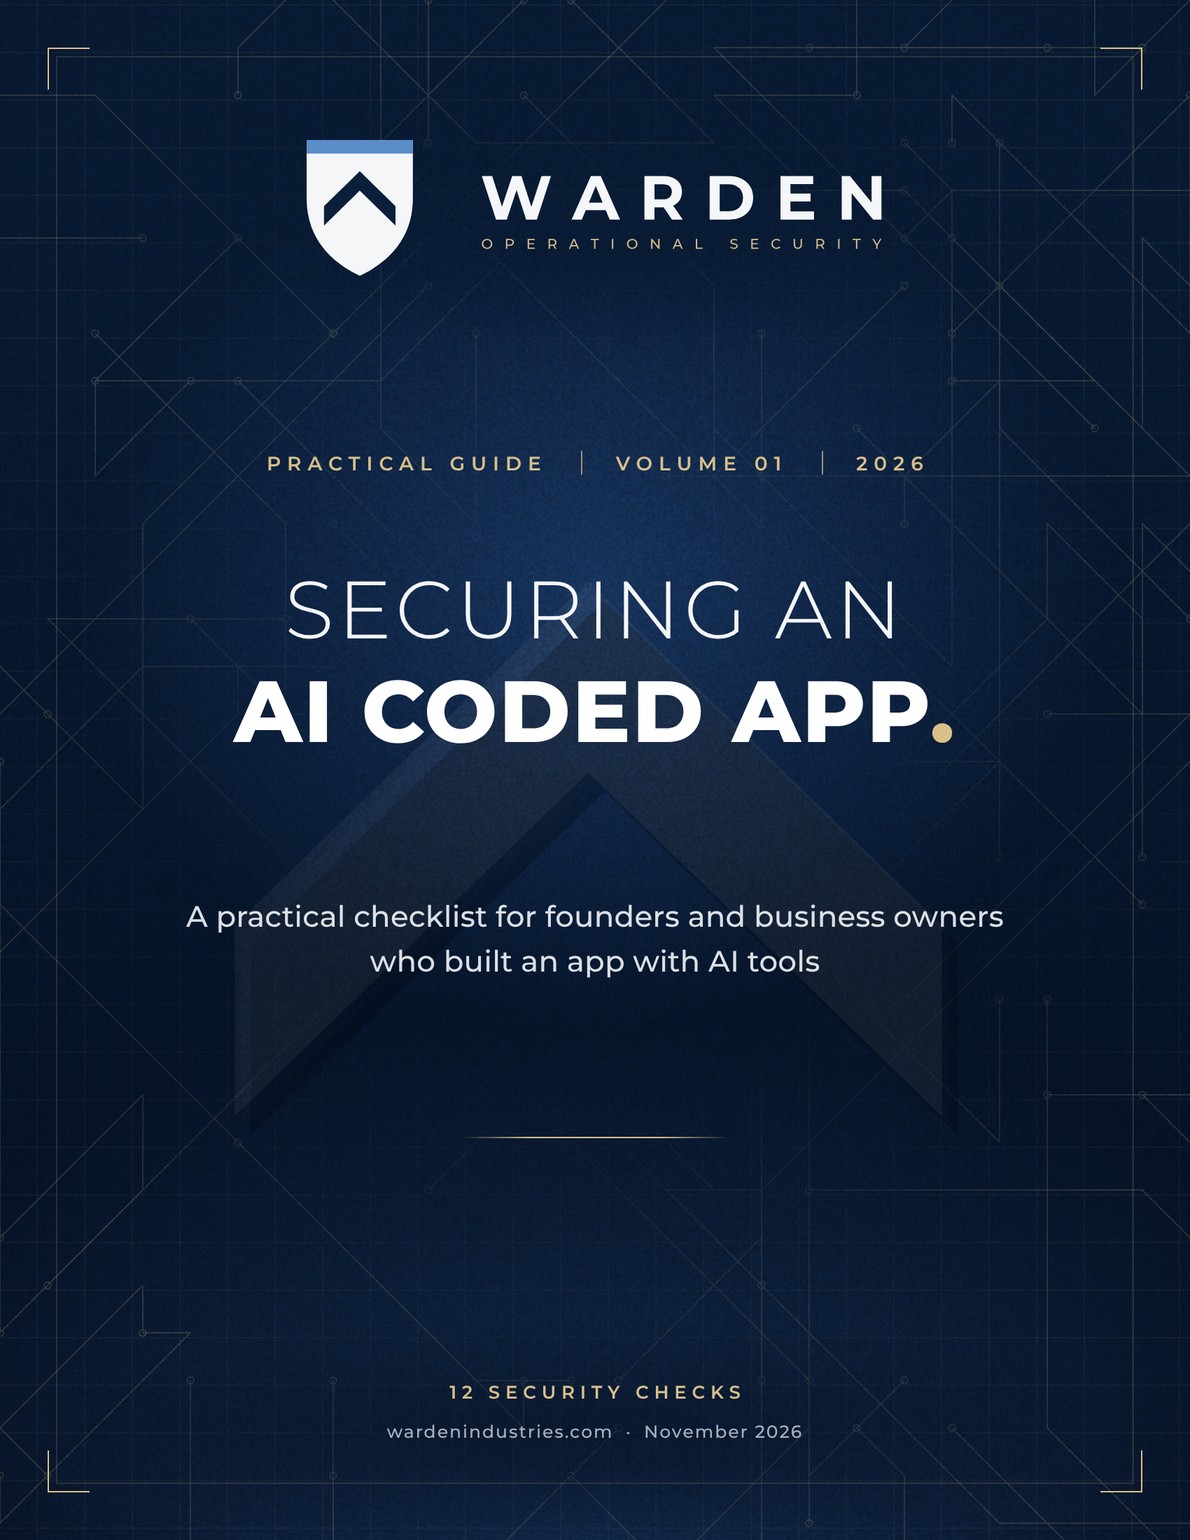 WARDEN
OPERATIONAL SECURITY
PRACTICAL GUIDE | VOLUME 01 | 2026
SECURING AN
AI CODED APP.
A practical checklist for founders and business owners
who built an app with AI tools
12 SECURITY CHECKS
wardenindustries.com · November 2026